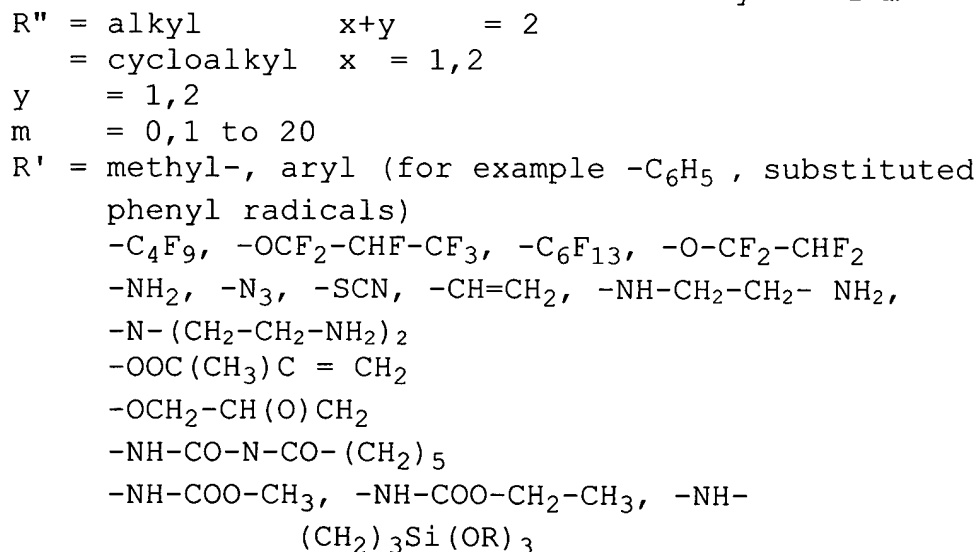 R" = alkyl x+y = 2
= cycloalkyl x = 1,2
y = 1,2
m = 0,1 to 20
R' = methyl-, aryl (for example -C6H5 , substituted
phenyl radicals)
-C4F9, -OCF2-CHF-CF3, -C6F13, -O-CF2-CHF2
-NH2, -N3, -SCN, -CH=CH2, -NH-CH2-CH2- NH2,
-N-(CH2-CH2-NH2)2
-OOC(CH3)C = CH2
-OCH2-CH(O)CH2
-NH-CO-N-CO-(CH2)5
-NH-COO-CH3, -NH-COO-CH2-CH3, -NH-
(CH2)3Si(OR)3